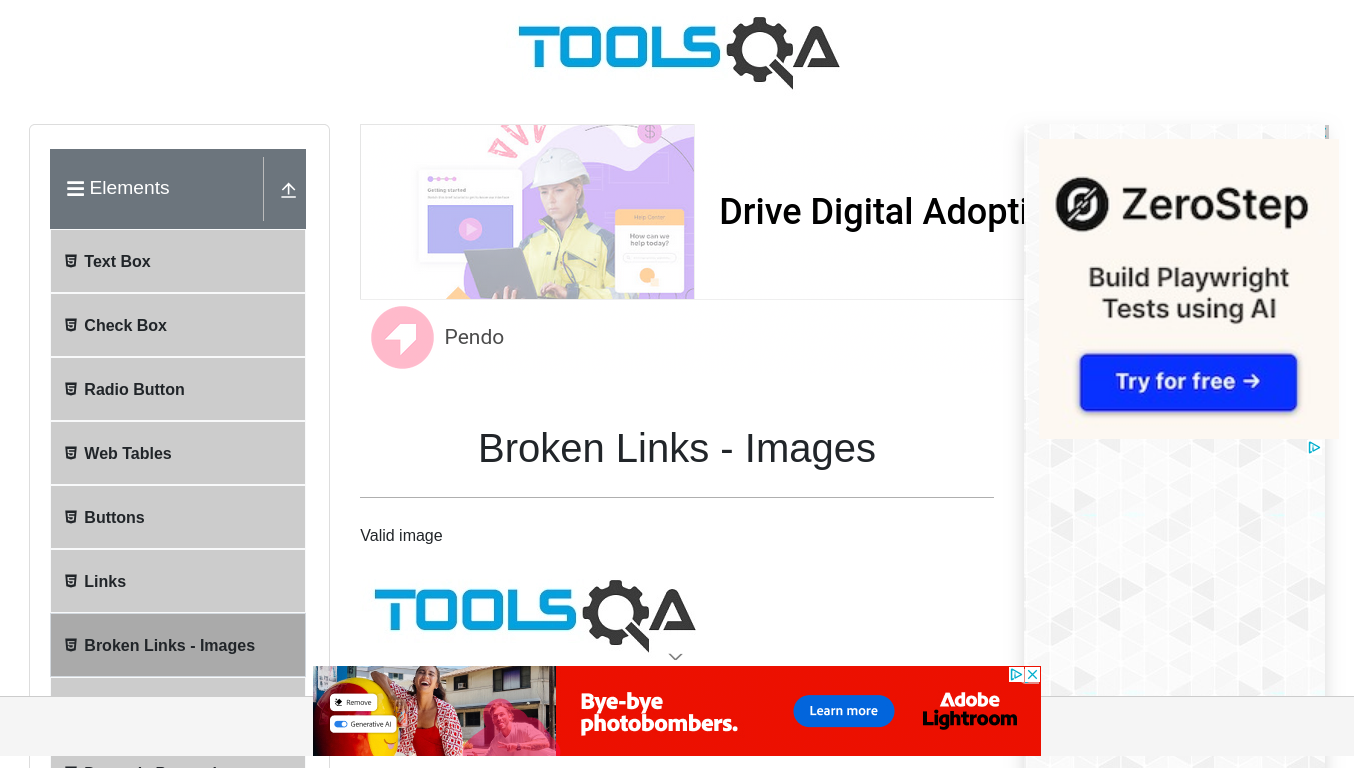 TOOLSQA
Elements
Text Box
Check Box
Radio Button
Web Tables
Buttons
Links
Broken Links - Images
Getting started
Help Center
How can we
help today?
$
Drive Digital Adopti
Pendo
Broken Links - Images
Valid image
TOOLSQA
ZeroStep
Build Playwright
Tests using AI
Try for free →
Remove
Generative AI
Bye-bye
photobombers.
Learn more
Adobe
Lightroom